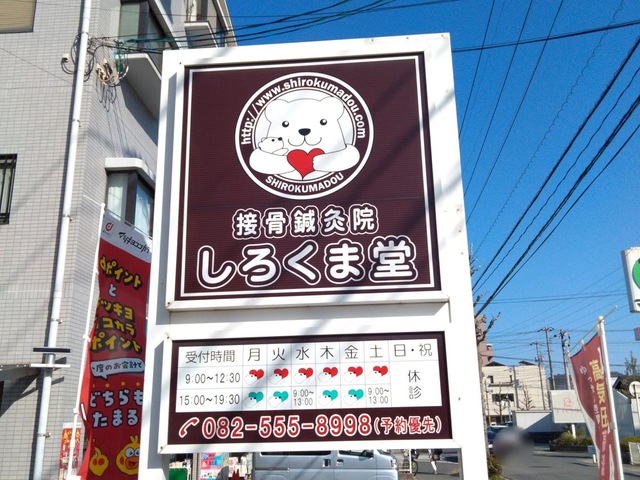 http://www.shirokumadou.com
SHIROKUMADOU
接骨鍼灸院
しろくま堂
受付時間 月 火 水 木 金 土 日・祝
9:00〜12:30 休診
15:00〜19:30 9:00〜13:00 9:00〜13:00
082-555-8998(予約優先)
ポイント
と
ポイント
どちらも
たまる